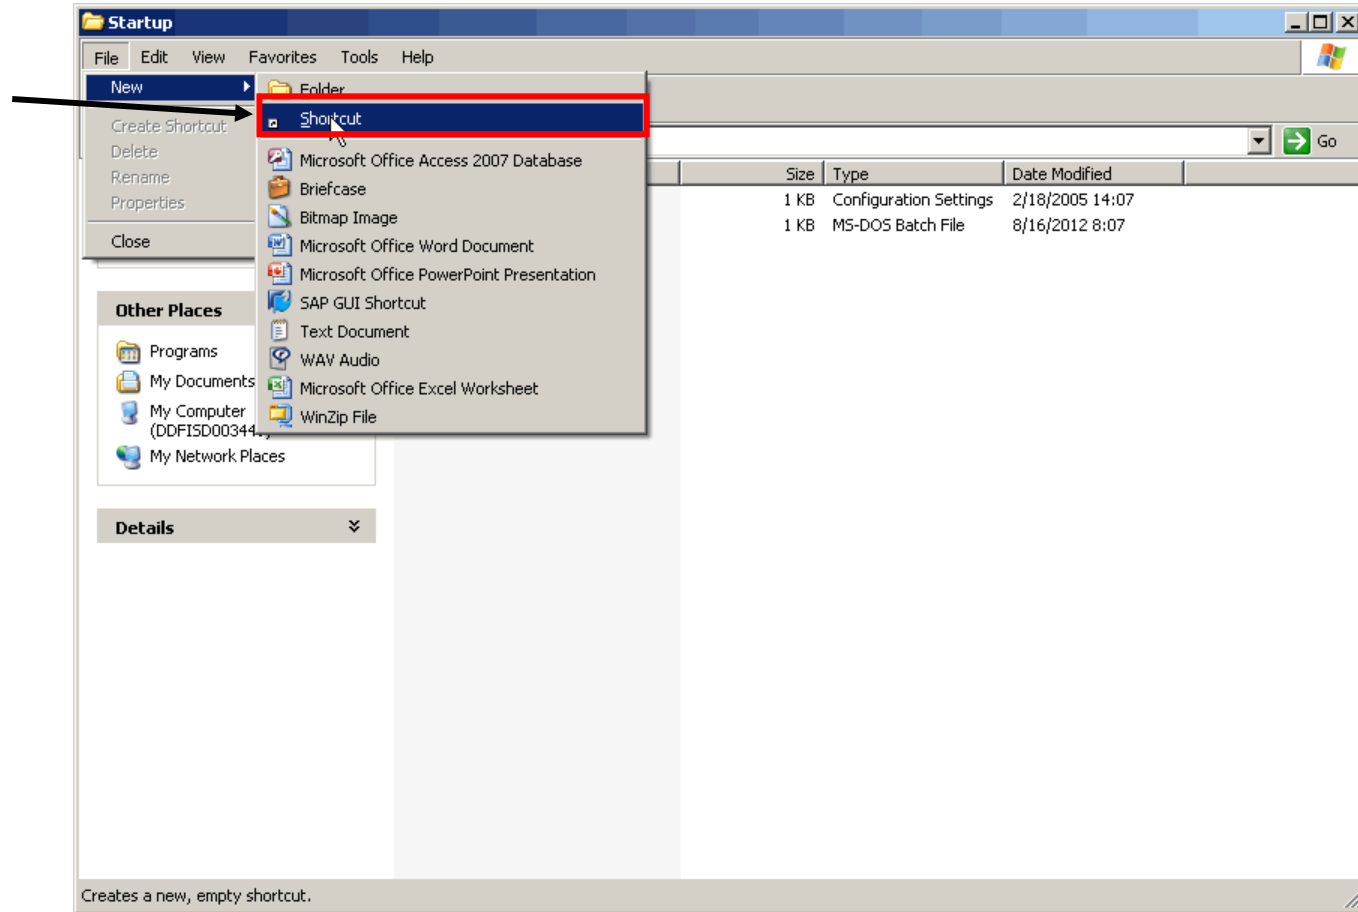 Startup
File Edit View Favorites Tools Help
New
Create Shortcut
Delete
Rename
Properties
Close
Folder
Shortcut
Microsoft Office Access 2007 Database
Briefcase
Bitmap Image
Microsoft Office Word Document
Microsoft Office PowerPoint Presentation
SAP GUI Shortcut
Text Document
WAV Audio
Microsoft Office Excel Worksheet
WinZip File
Go
Size Type Date Modified
1 KB Configuration Settings 2/18/2005 14:07
1 KB MS-DOS Batch File 8/16/2012 8:07
Other Places
Programs
My Documents
My Computer
My Network Places
Details
Creates a new, empty shortcut.